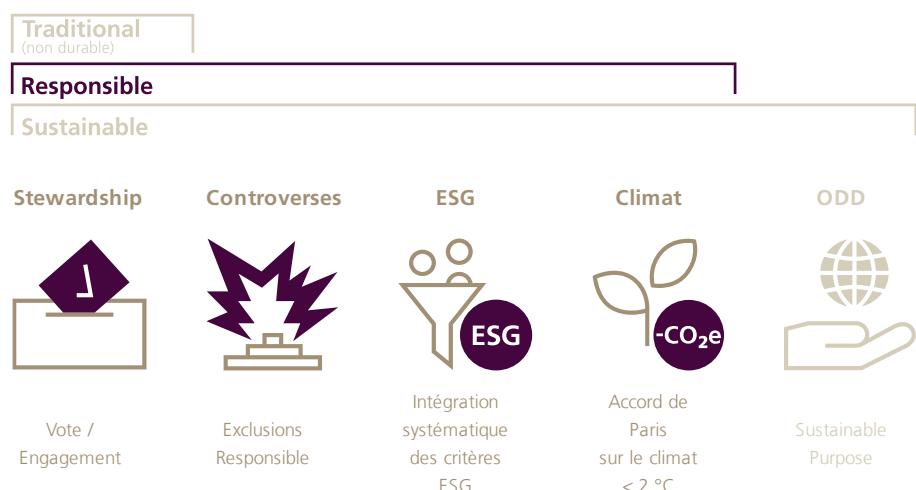 Traditional
(non durable)
Responsible
Sustainable
Stewardship
Controverses
ESG
Climat
ODD
ESG
-CO₂e
Vote /
Engagement
Exclusions
Responsible
Intégration
systématique
des critères
ESG
Accord de
Paris
sur le climat
< 2 °C
Sustainable
Purpose